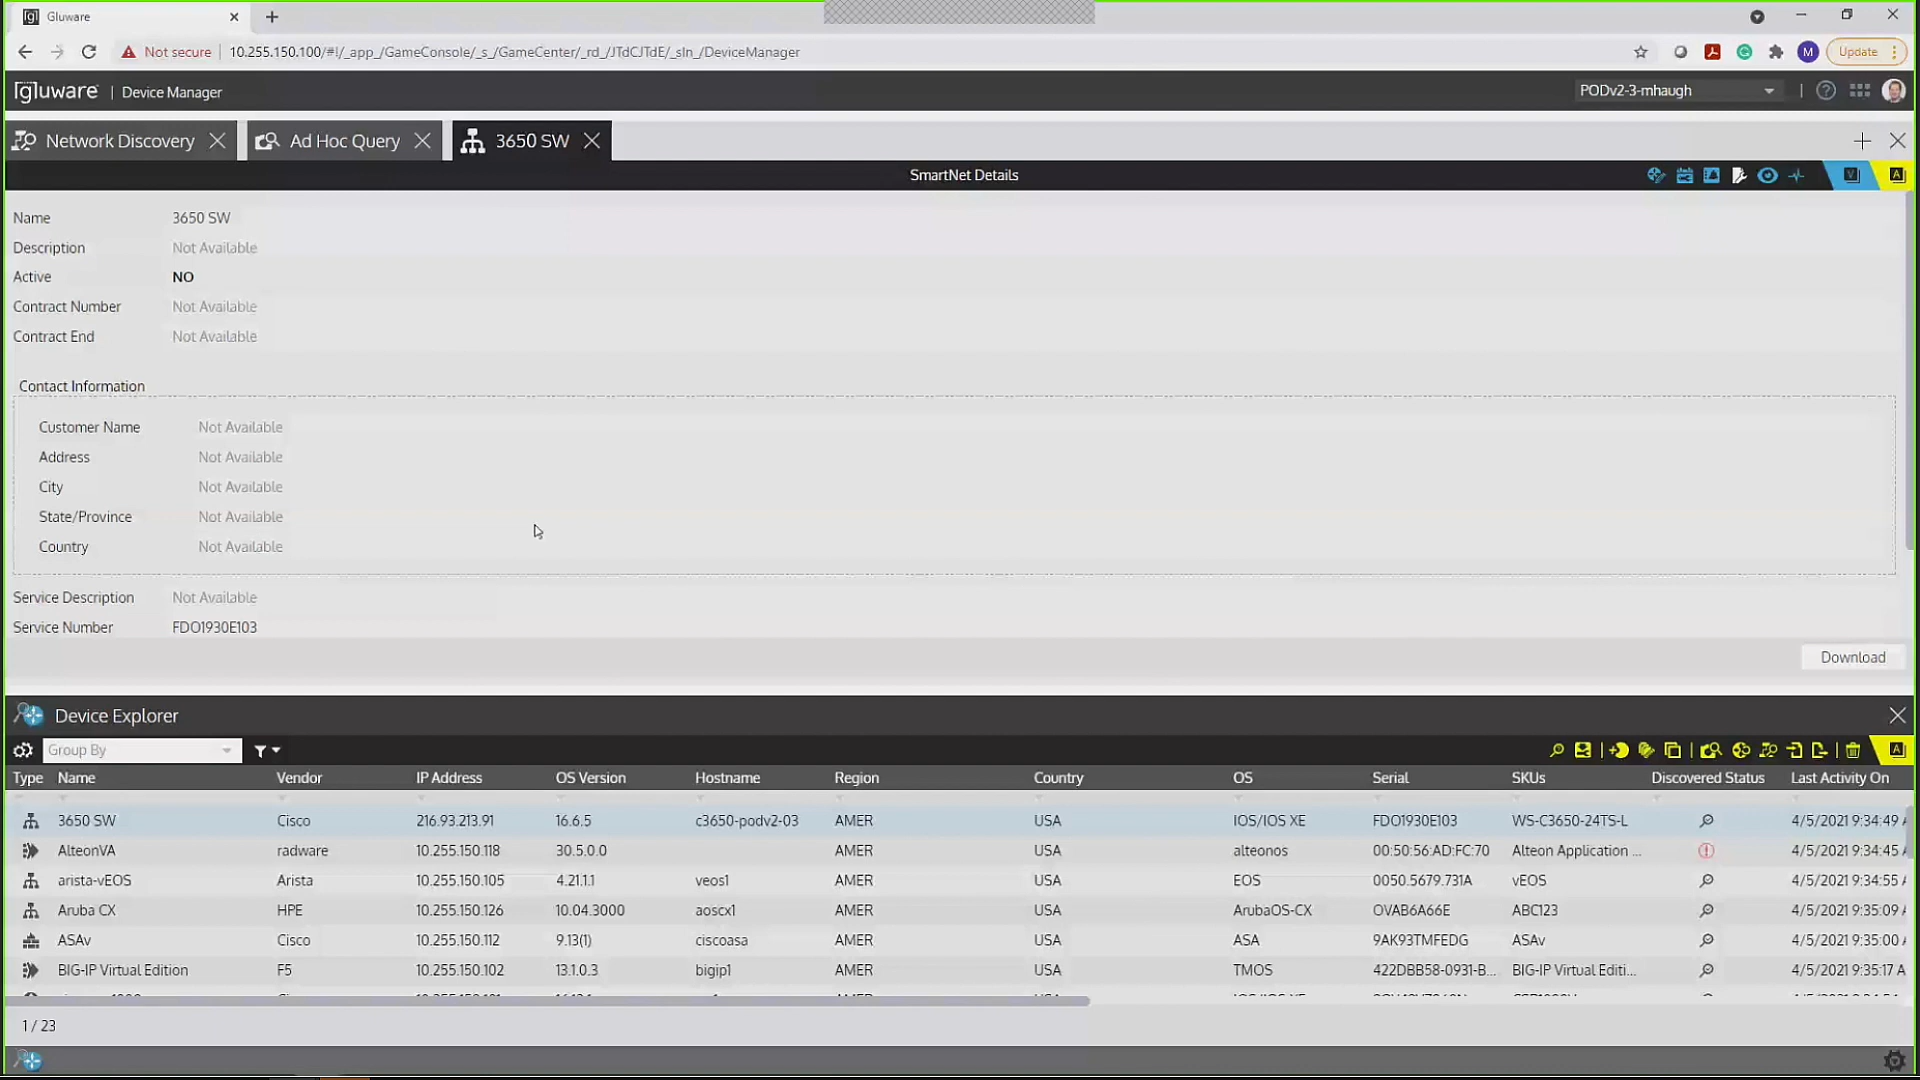 Gluware
Not secure 10.255.150.100/#!/_app_/GameConsole/_s_/GameCenter/_rd_/JTdCJTdE/_sln_/DeviceManager M Update
gluware | Device Manager PODv2-3-mhaugh
Network Discovery Ad Hoc Query 3650 SW
SmartNet Details V A
Name 3650 SW
Description Not Available
Active NO
Contract Number Not Available
Contract End Not Available
Contact Information
Customer Name Not Available
Address Not Available
City Not Available
State/Province Not Available
Country Not Available
Service Description Not Available
Service Number FDO1930E103
Download
Device Explorer
Group By A
Type Name Vendor IP Address OS Version Hostname Region Country OS Serial SKUs Discovered Status Last Activity On
3650 SW Cisco 216.93.213.91 16.6.5 c3650-podv2-03 AMER USA IOS/IOS XE FDO1930E103 WS-C3650-24TS-L 4/5/2021 9:34:49
AlteonVA radware 10.255.150.118 30.5.0.0 AMER USA alteonos 00:50:56:AD:FC:70 Alteon Application ... 4/5/2021 9:34:45
arista-vEOS Arista 10.255.150.105 4.21.1.1 veos1 AMER USA EOS 0050.5679.731A vEOS 4/5/2021 9:34:55
Aruba CX HPE 10.255.150.126 10.04.3000 aoscx1 AMER USA ArubaOS-CX OVAB6A66E ABC123 4/5/2021 9:35:09
ASAv Cisco 10.255.150.112 9.13(1) ciscoasa AMER USA ASA 9AK93TMFEDG ASAv 4/5/2021 9:35:00
BIG-IP Virtual Edition F5 10.255.150.102 13.1.0.3 bigip1 AMER USA TMOS 422DBB58-0931-B... BIG-IP Virtual Editi... 4/5/2021 9:35:17 A
1 / 23